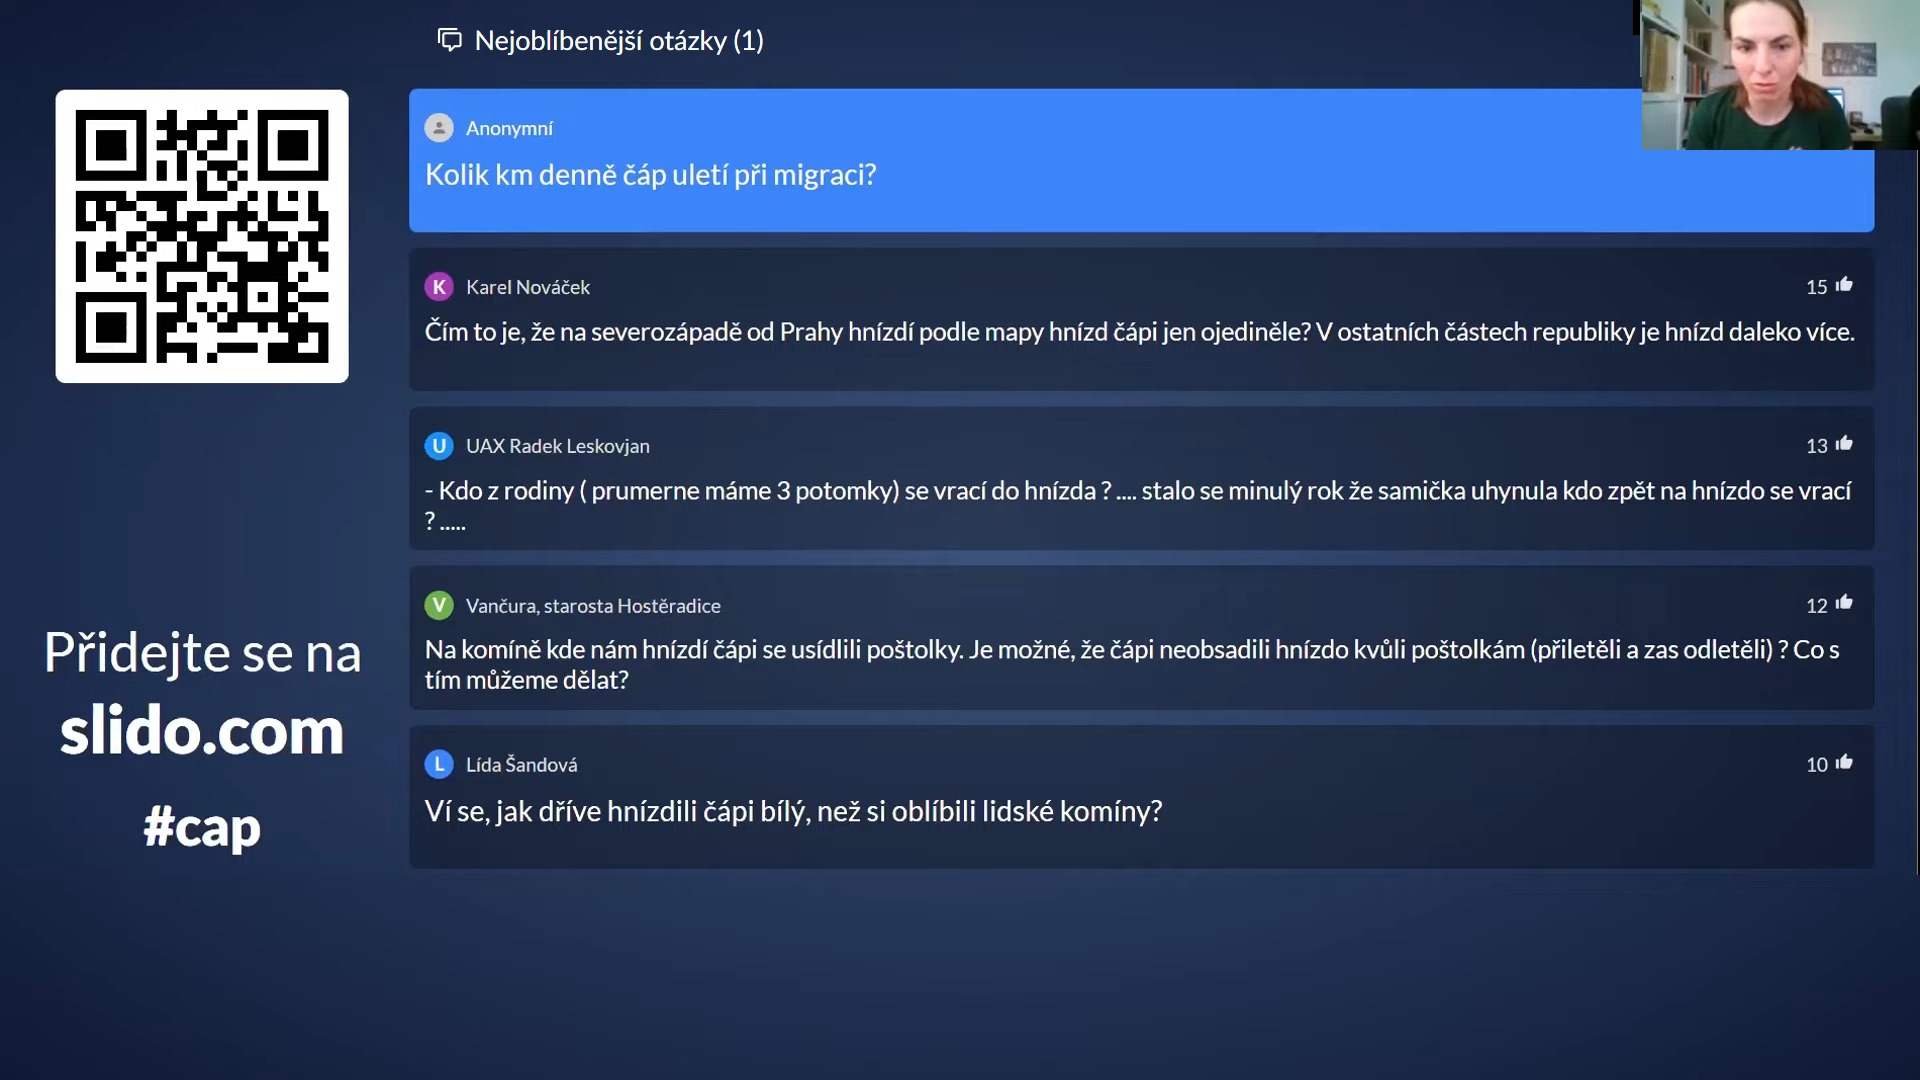 Nejoblíbenější otázky (1)
Anonymní
Kolik km denně čáp uletí při migraci?
K Karel Nováček 15
Čím to je, že na severozápadě od Prahy hnízdí podle mapy hnízd čápi jen ojediněle? V ostatních částech republiky je hnízd daleko více.
U UAX Radek Leskovjan 13
- Kdo z rodiny ( prumerne máme 3 potomky) se vrací do hnízda ? .... stalo se minulý rok že samička uhynula kdo zpět na hnízdo se vrací
? .....
V Vančura, starosta Hostěradice 12
Na komíně kde nám hnízdí čápi se usídlili poštolky. Je možné, že čápi neobsadili hnízdo kvůli poštolkám (přiletěli a zas odletěli) ? Co s
tím můžeme dělat?
L Lída Šandová 10
Ví se, jak dříve hnízdili čápi bílý, než si oblíbili lidské komíny?
Přidejte se na
slido.com
#cap